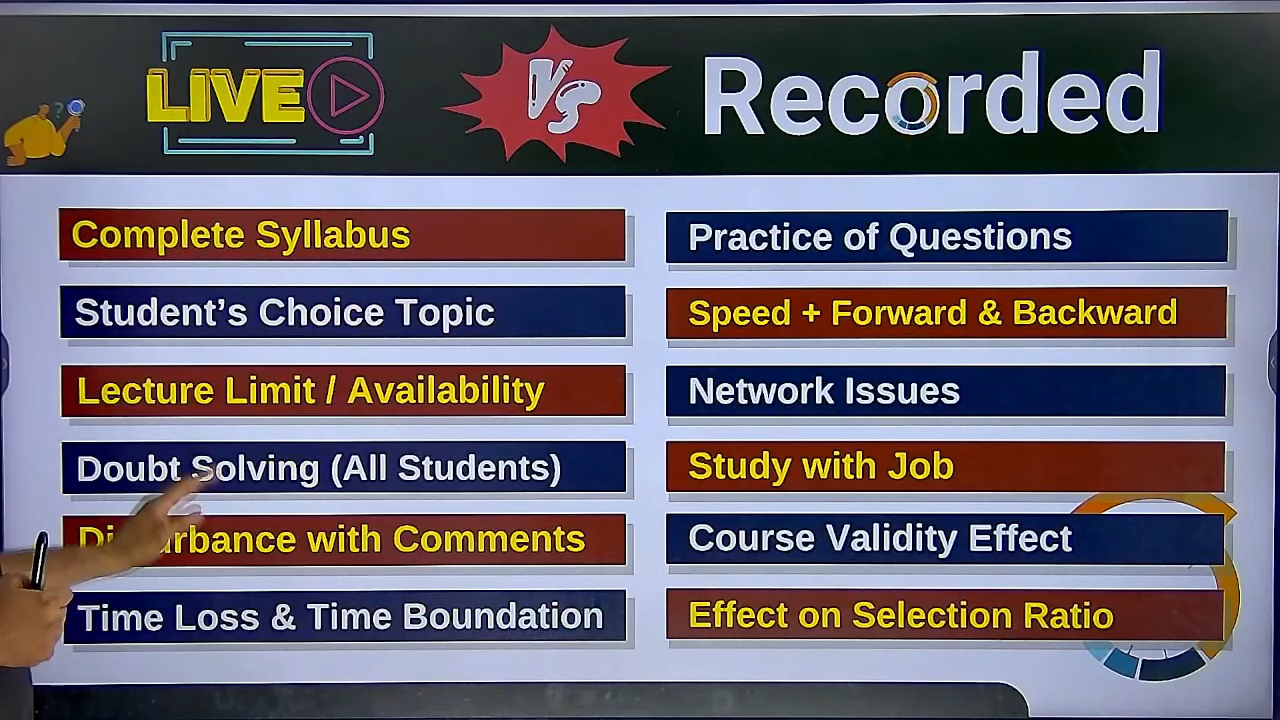 LIVE VS Recorded
Complete Syllabus
Student's Choice Topic
Lecture Limit / Availability
Doubt Solving (All Students)
Disturbance with Comments
Time Loss & Time Boundation
Practice of Questions
Speed + Forward & Backward
Network Issues
Study with Job
Course Validity Effect
Effect on Selection Ratio